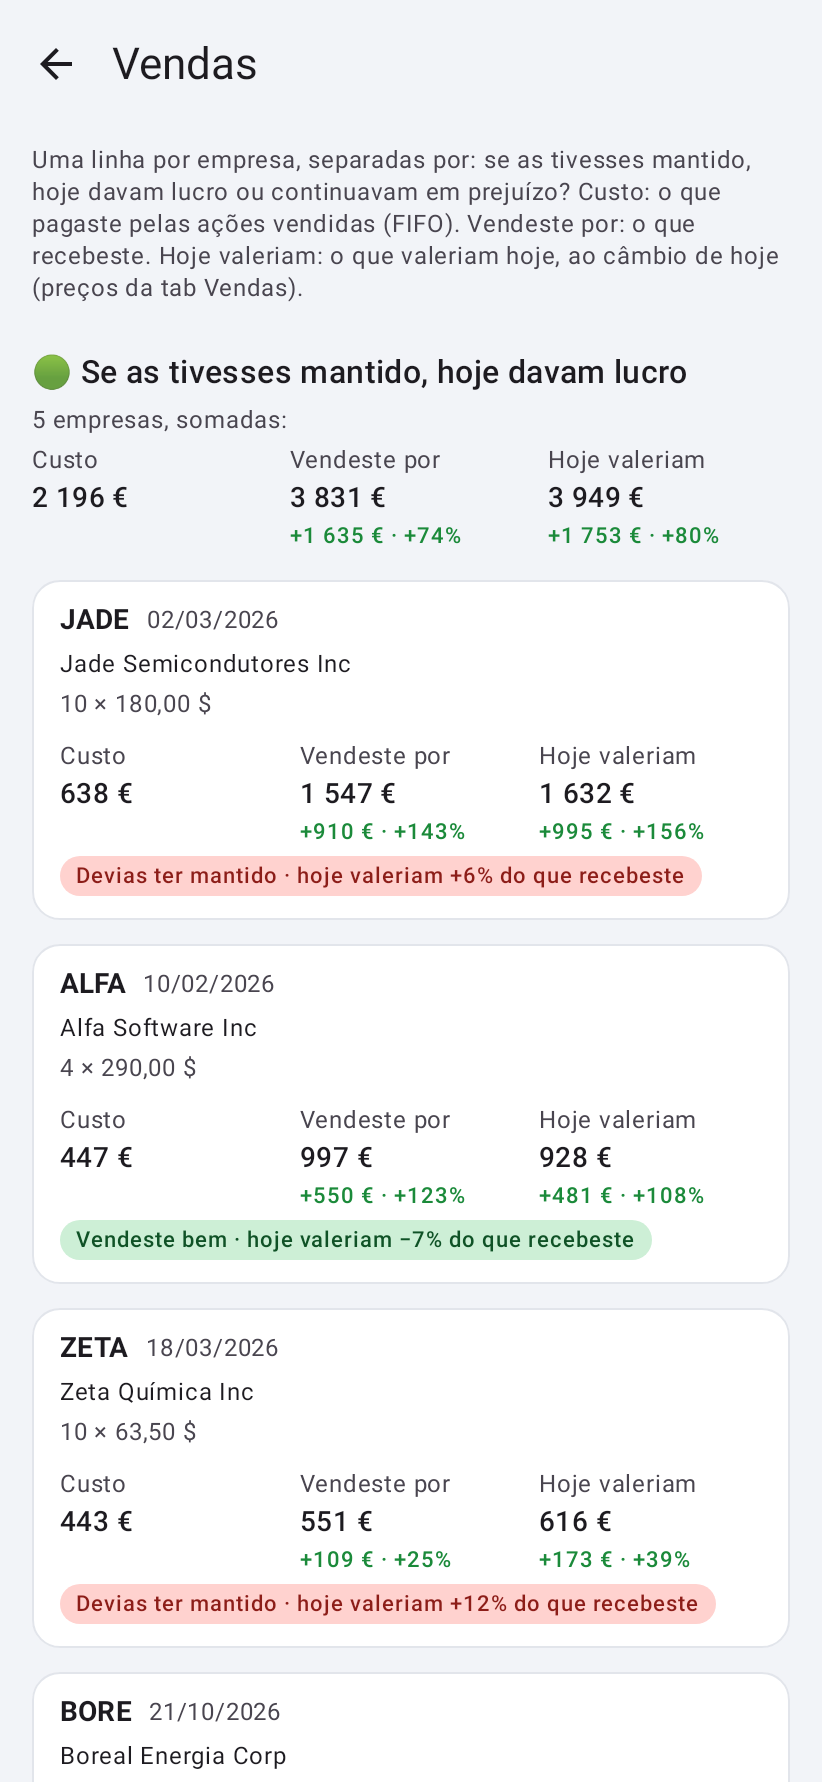 Vendas
Uma linha por empresa, separadas por: se as tivesses mantido,
hoje davam lucro ou continuavam em prejuízo? Custo: o que
pagaste pelas ações vendidas (FIFO). Vendeste por: o que
recebeste. Hoje valeriam: o que valeriam hoje, ao câmbio de hoje
(preços da tab Vendas).
Se as tivesses mantido, hoje davam lucro
5 empresas, somadas:
Custo Vendeste por Hoje valeriam
2 196 € 3 831 € 3 949 €
+1 635 € · +74% +1 753 € · +80%
JADE 02/03/2026
Jade Semicondutores Inc
10 × 180,00 $
Custo Vendeste por Hoje valeriam
638 € 1 547 € 1 632 €
+910 € · +143% +995 € · +156%
Devias ter mantido · hoje valeriam +6% do que recebeste
ALFA 10/02/2026
Alfa Software Inc
4 × 290,00 $
Custo Vendeste por Hoje valeriam
447 € 997 € 928 €
+550 € · +123% +481 € · +108%
Vendeste bem · hoje valeriam −7% do que recebeste
ZETA 18/03/2026
Zeta Química Inc
10 × 63,50 $
Custo Vendeste por Hoje valeriam
443 € 551 € 616 €
+109 € · +25% +173 € · +39%
Devias ter mantido · hoje valeriam +12% do que recebeste
BORE 21/10/2026
Boreal Energia Corp